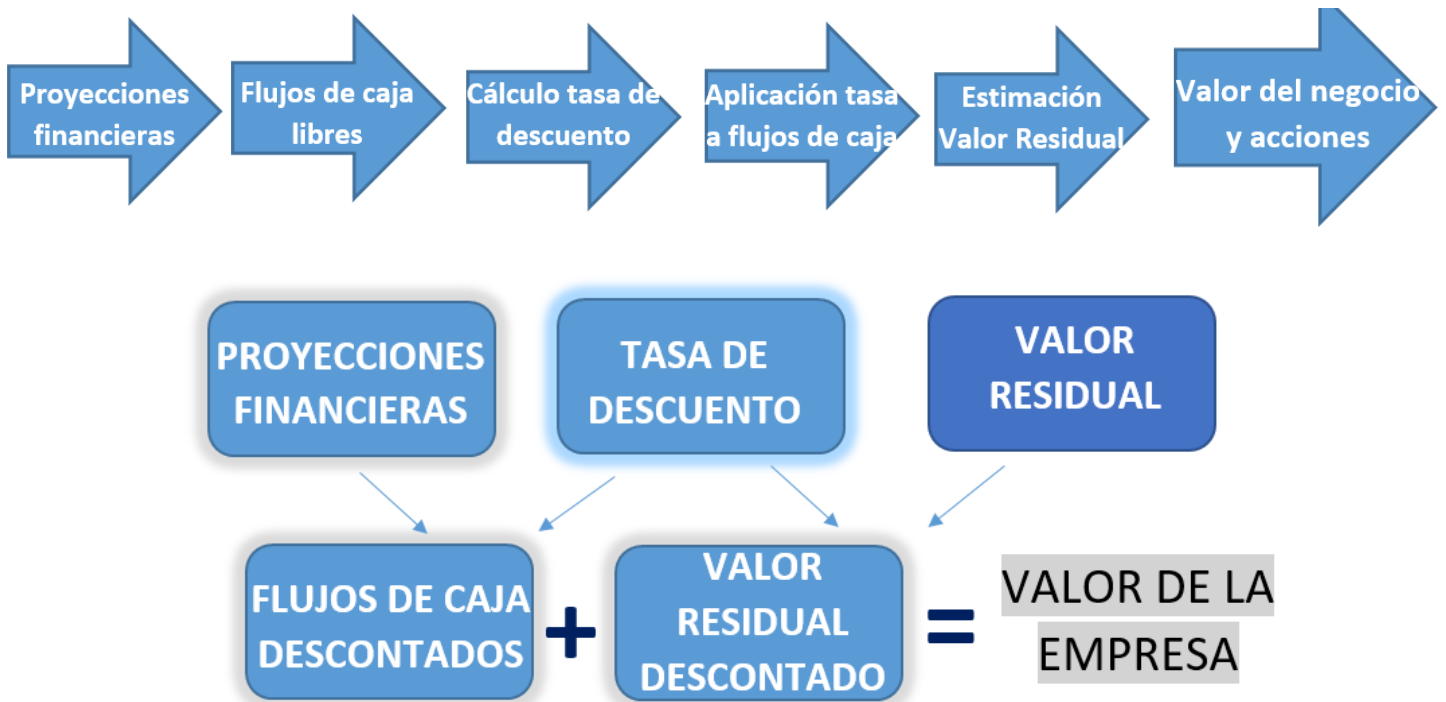 Proyecciones
financieras
Flujos de caja
libres
Cálculo tasa de
descuento
Aplicación tasa
a flujos de caja
Estimación
Valor Residual
Valor del negocio
y acciones
PROYECCIONES
FINANCIERAS
TASA DE
DESCUENTO
VALOR
RESIDUAL
FLUJOS DE CAJA
DESCONTADOS
+
VALOR
RESIDUAL
DESCONTADO
=
VALOR DE LA
EMPRESA